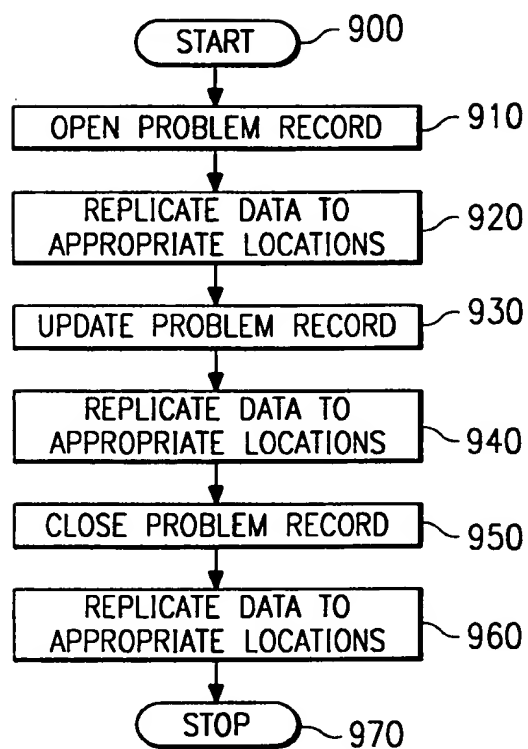 START 900
OPEN PROBLEM RECORD 910
REPLICATE DATA TO
APPROPRIATE LOCATIONS 920
UPDATE PROBLEM RECORD 930
REPLICATE DATA TO
APPROPRIATE LOCATIONS 940
CLOSE PROBLEM RECORD 950
REPLICATE DATA TO
APPROPRIATE LOCATIONS 960
STOP 970